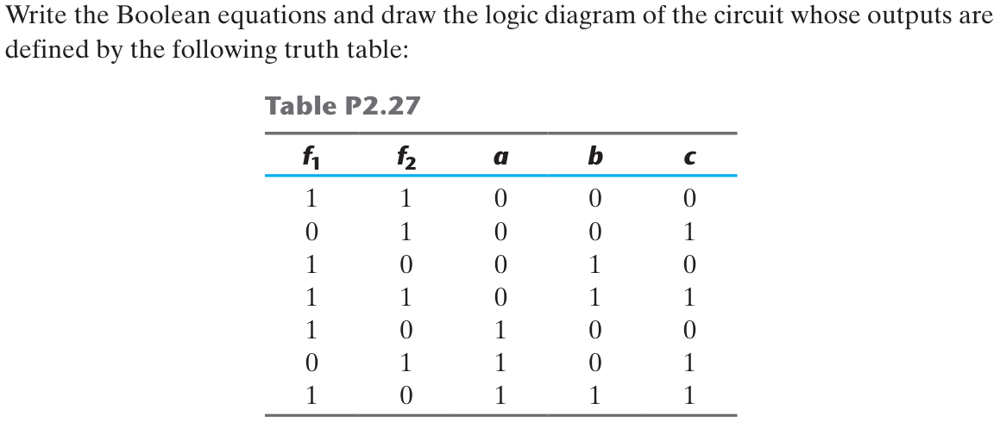 Write the Boolean equations and draw the logic diagram of the circuit whose outputs are
defined by the following truth table:
Table P2.27
f₁ f₂ a b c
1 1 0 0 0
0 1 0 0 1
1 0 0 1 0
1 1 0 1 1
1 0 1 0 0
0 1 1 0 1
1 0 1 1 1